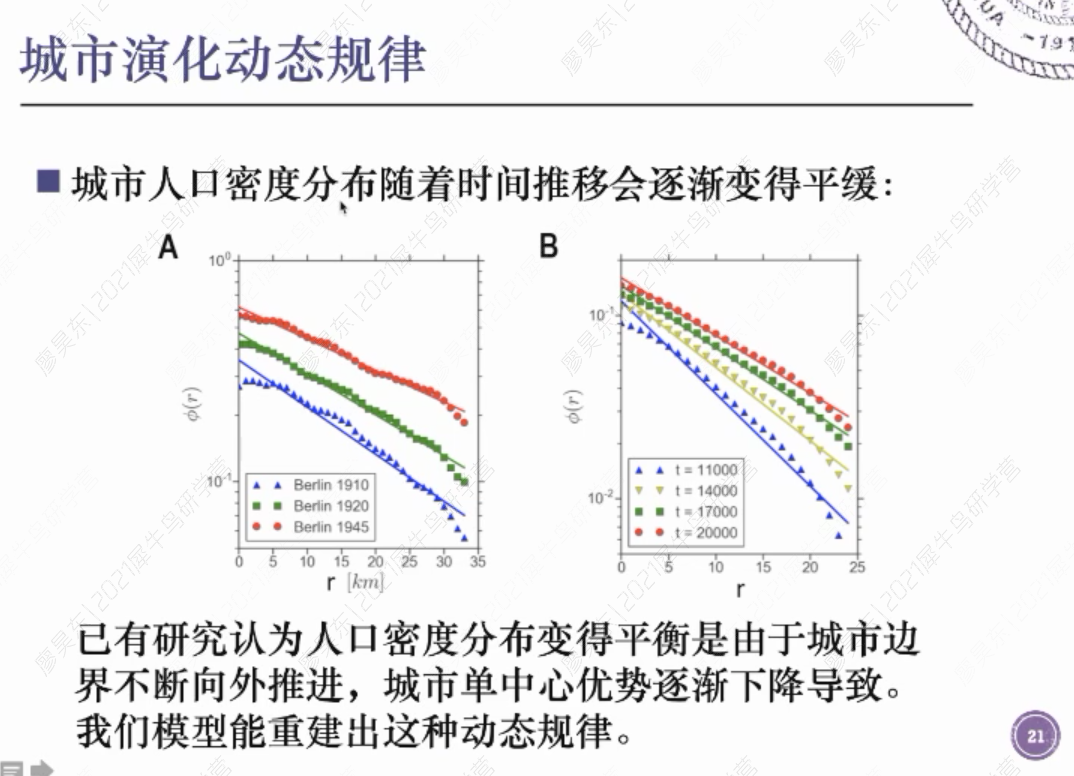 城市演化动态规律
UA
-191
城市人口密度分布随着时间推移会逐渐变得平缓:
A
10⁰
10⁻¹
ϕ(r)
Berlin 1910
Berlin 1920
Berlin 1945
0 5 10 15 20 25 30 35
r [km]
B
10⁻¹
10⁻²
ϕ(r)
t = 11000
t = 14000
t = 17000
t = 20000
0 5 10 15 20 25
r
已有研究认为人口密度分布变得平衡是由于城市边
界不断向外推进，城市单中心优势逐渐下降导致。
我们模型能重建出这种动态规律。
21
廖昊东|2021犀牛鸟研学营